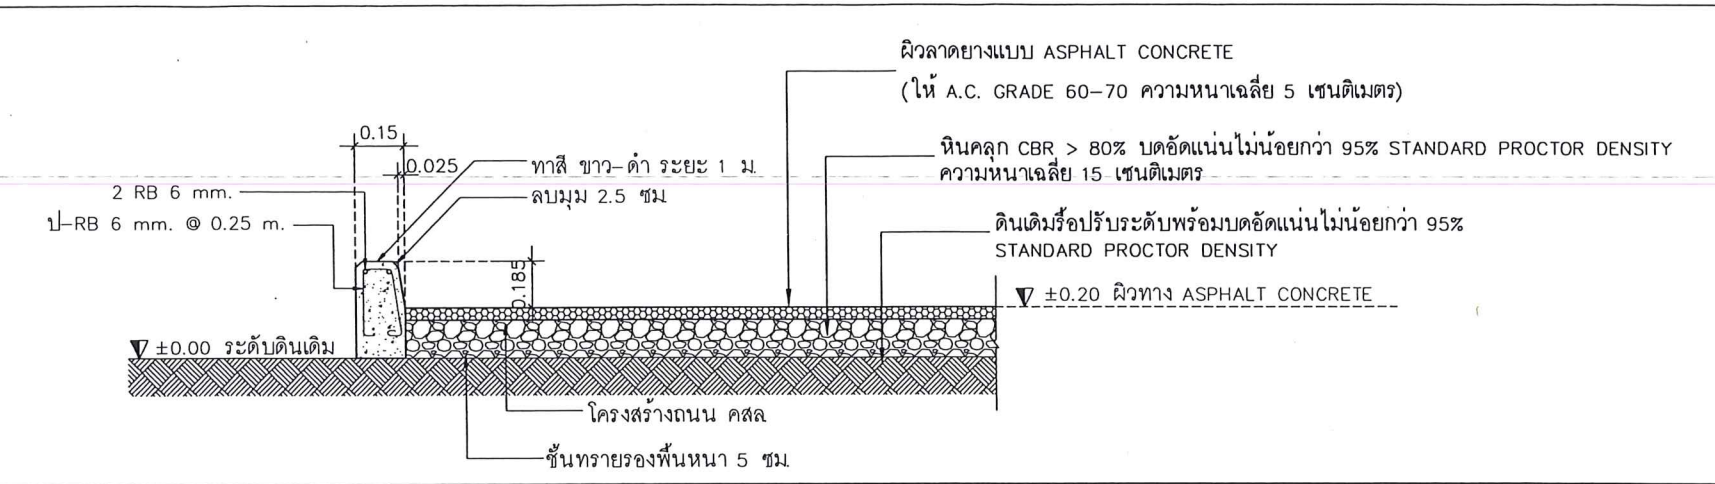 ผิวลาดยางแบบ ASPHALT CONCRETE
(ให้ A.C. GRADE 60-70 ความหนาเฉลี่ย 5 เซนติเมตร)
0.15
0.025
ทาสี ขาว-ดำ ระยะ 1 ม.
ลบมุม 2.5 ซม
หินคลุก CBR > 80% บดอัดแน่นไม่น้อยกว่า 95% STANDARD PROCTOR DENSITY
ความหนาเฉลี่ย 15 เซนติเมตร
2 RB 6 mm.
ป-RB 6 mm. @ 0.25 m.
ดินเดิมรื้อปรับระดับพร้อมบดอัดแน่นไม่น้อยกว่า 95%
STANDARD PROCTOR DENSITY
0.185
±0.20 ผิวทาง ASPHALT CONCRETE
±0.00 ระดับดินเดิม
โครงสร้างถนน คสล
ชั้นทรายรองพื้นหนา 5 ซม.